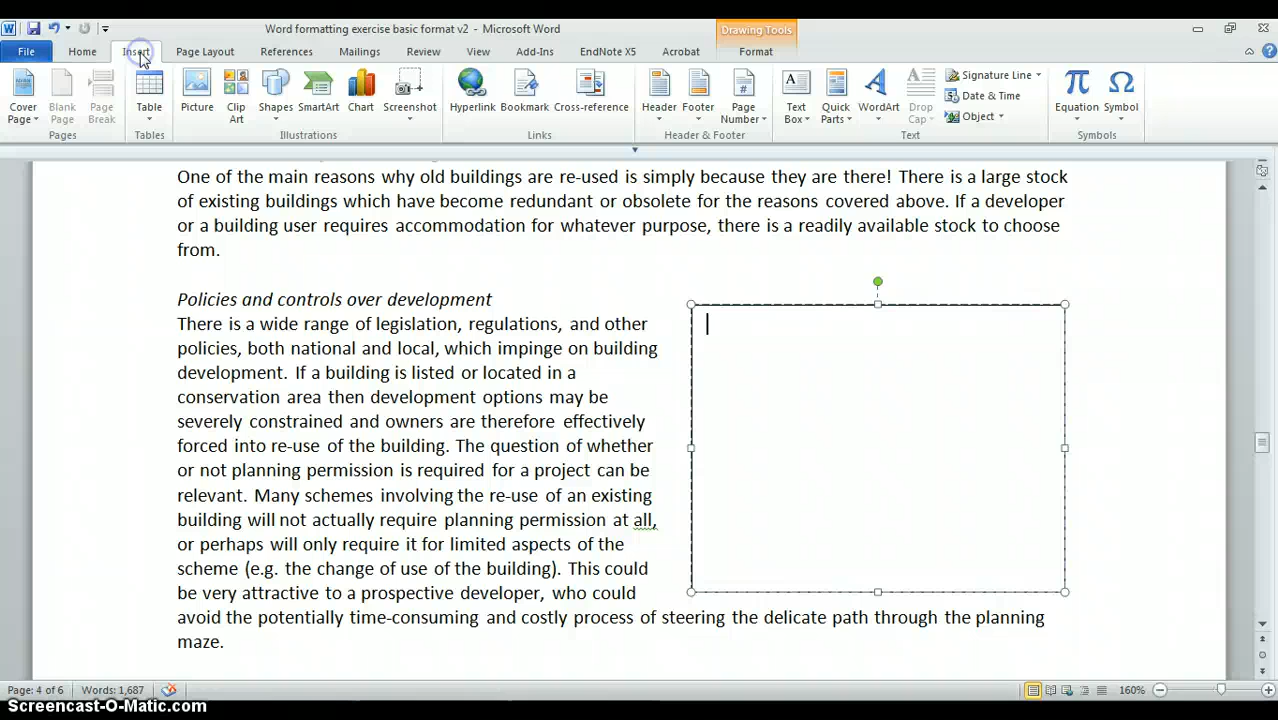 Word formatting exercise basic format v2 - Microsoft Word
Drawing Tools
File Home Insert Page Layout References Mailings Review View Add-Ins EndNote X5 Acrobat Format
Cover Page
Blank Page
Page Break
Table
Picture
Clip Art
Shapes
SmartArt
Chart
Screenshot
Hyperlink
Bookmark
Cross-reference
Header
Footer
Page Number
Text Box
Quick Parts
WordArt
Drop Cap
Signature Line
Date & Time
Object
Equation
Symbol
Pages Tables Illustrations Links Header & Footer Text Symbols
One of the main reasons why old buildings are re-used is simply because they are there! There is a large stock
of existing buildings which have become redundant or obsolete for the reasons covered above. If a developer
or a building user requires accommodation for whatever purpose, there is a readily available stock to choose
from.
Policies and controls over development
There is a wide range of legislation, regulations, and other
policies, both national and local, which impinge on building
development. If a building is listed or located in a
conservation area then development options may be
severely constrained and owners are therefore effectively
forced into re-use of the building. The question of whether
or not planning permission is required for a project can be
relevant. Many schemes involving the re-use of an existing
building will not actually require planning permission at all,
or perhaps will only require it for limited aspects of the
scheme (e.g. the change of use of the building). This could
be very attractive to a prospective developer, who could
avoid the potentially time-consuming and costly process of steering the delicate path through the planning
maze.
Page: 4 of 6 Words: 1,687 160%
Screencast-O-Matic.com